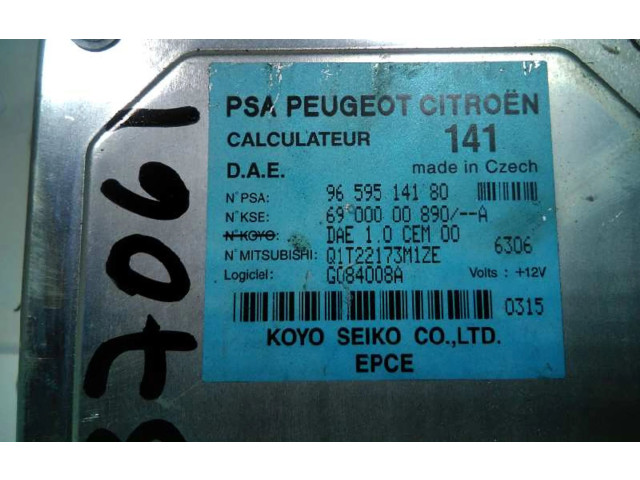 PSA PEUGEOT CITROËN
CALCULATEUR 141
D.A.E. made in Czech
N°PSA: 96 595 141 80
N°KSE: 69 000 00 890/--A
N°KOYO: DAE 1.0 CEM 00
N°MITSUBISHI: Q1T22173M1ZE 6306
Logiciel: G084008A Volts : +12V
0315
KOYO SEIKO CO.,LTD.
EPCE